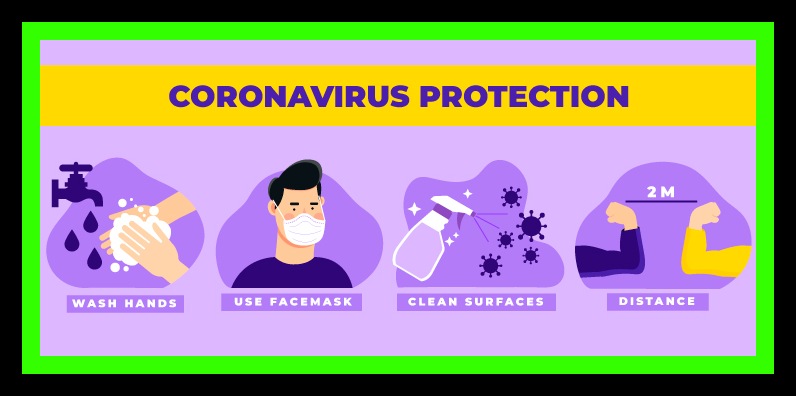 CORONAVIRUS PROTECTION
2 M
WASH HANDS
USE FACEMASK
CLEAN SURFACES
DISTANCE